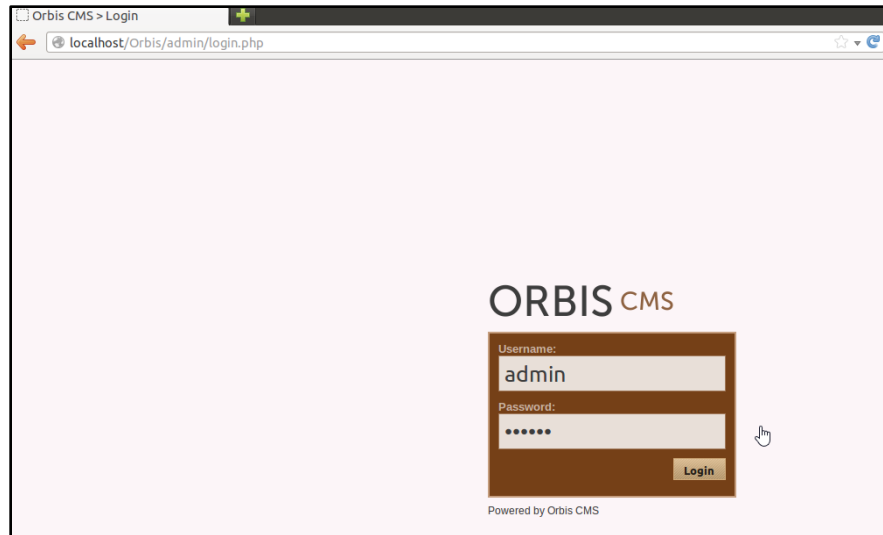 Orbis CMS > Login
localhost/Orbis/admin/login.php
ORBIS CMS
Username:
admin
Password:
••••••
Login
Powered by Orbis CMS